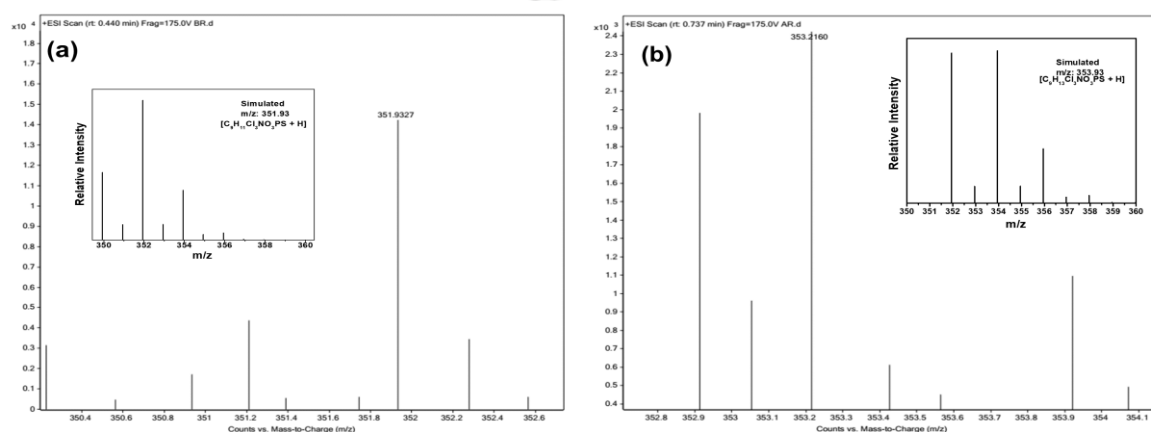 x10 4
+ESI Scan (rt: 0.440 min) Frag=175.0V BR.d
(a)
1.8
1.7
1.6
1.5
1.4
1.3
1.2
1.1
1
0.9
0.8
0.7
0.6
0.5
0.4
0.3
0.2
0.1
0
351.9327
Simulated
m/z: 351.93
[C₉H₁₁Cl₃NO₃PS + H]
Relative Intensity
350 352 354 356 358 360
m/z
350.4 350.6 350.8 351 351.2 351.4 351.6 351.8 352 352.2 352.4 352.6
Counts vs. Mass-to-Charge (m/z)
x10 3
+ESI Scan (rt: 0.737 min) Frag=175.0V AR.d
(b)
2.4
2.3
2.2
2.1
2
1.9
1.8
1.7
1.6
1.5
1.4
1.3
1.2
1.1
1
0.9
0.8
0.7
0.6
0.5
0.4
353.2160
Simulated
m/z: 353.93
[C₉H₁₃Cl₃NO₃PS + H]
Relative Intensity
350 351 352 353 354 355 356 357 358 359 360
m/z
352.8 352.9 353 353.1 353.2 353.3 353.4 353.5 353.6 353.7 353.8 353.9 354 354.1
Counts vs. Mass-to-Charge (m/z)